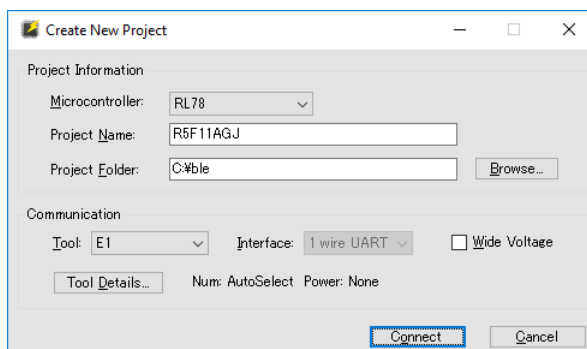 Create New Project
Project Information
Microcontroller: RL78
Project Name: R5F11AGJ
Project Folder: C:¥ble Browse...
Communication
Tool: E1 Interface: 1 wire UART Wide Voltage
Tool Details... Num: AutoSelect Power: None
Connect Cancel